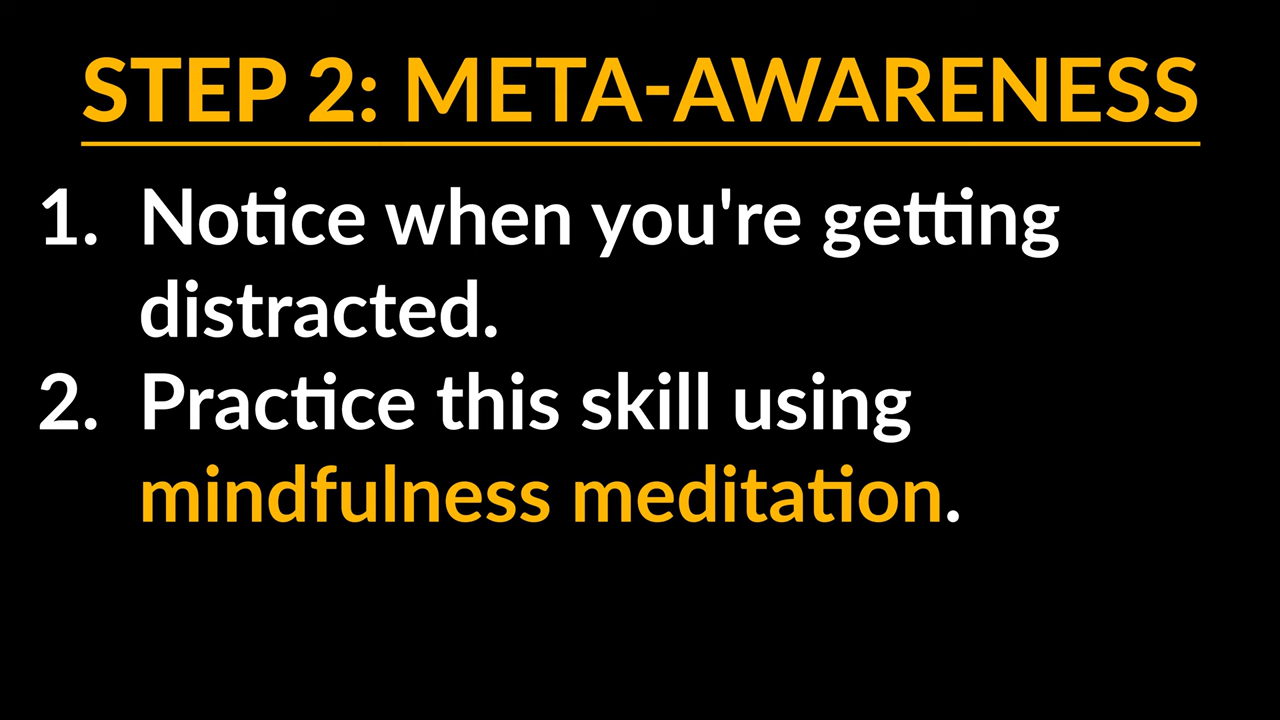 STEP 2: META-AWARENESS
1. Notice when you're getting
distracted.
2. Practice this skill using
mindfulness meditation.